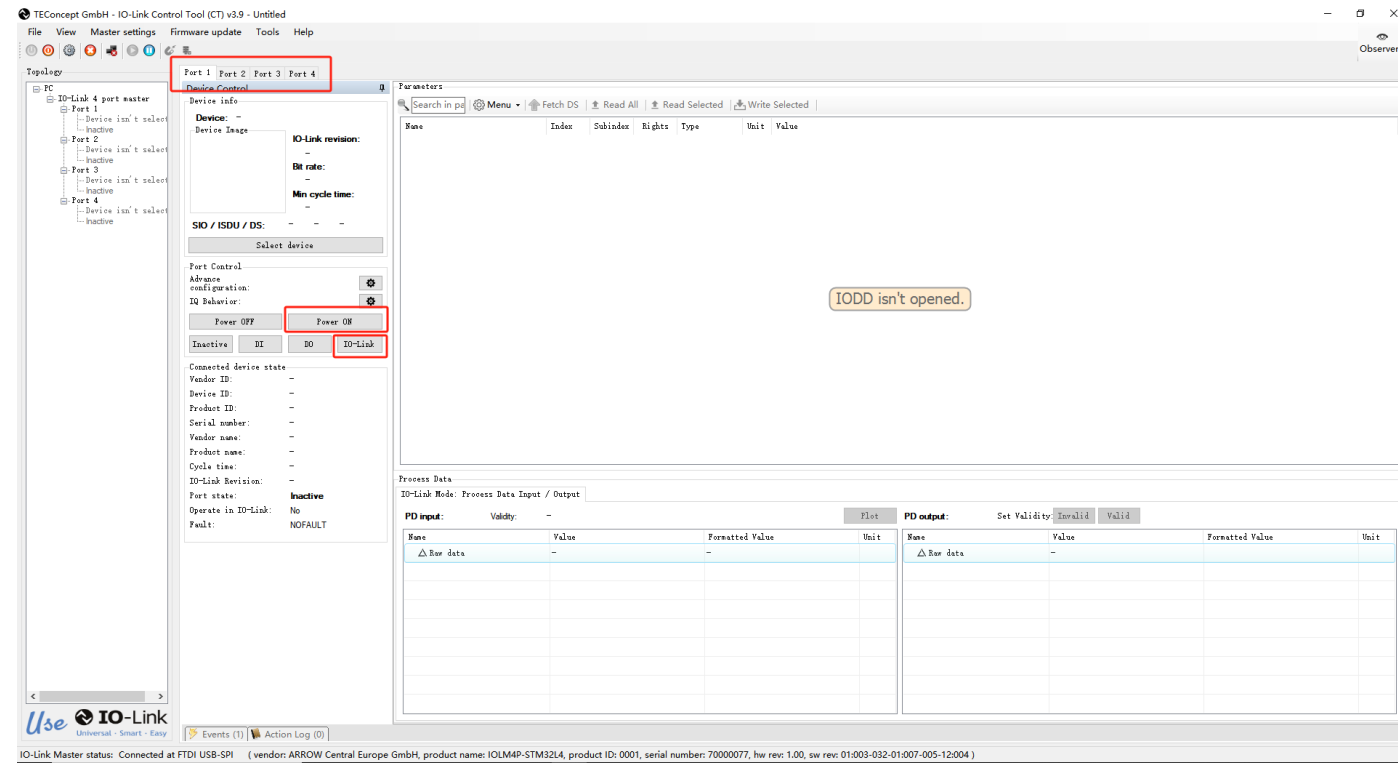 TEConcept GmbH - IO-Link Control Tool (CT) v3.9 - Untitled
File View Master settings Firmware update Tools Help
Observer
Topology
PC
IO-Link 4 port master
Port 1
Device isn't select
Inactive
Port 2
Device isn't select
Inactive
Port 3
Device isn't select
Inactive
Port 4
Device isn't select
Inactive
Use IO-Link
Universal - Smart - Easy
Port 1 Port 2 Port 3 Port 4
Device Control
Device info
Device: -
Device Image
IO-Link revision:
-
Bit rate:
-
Min cycle time:
-
SIO / ISDU / DS: - - -
Select device
Port Control
Advance
configuration:
IQ Behavior:
Power OFF Power ON
Inactive DI DO IO-Link
Connected device state
Vendor ID: -
Device ID: -
Product ID: -
Serial number: -
Vendor name: -
Product name: -
Cycle time: -
IO-Link Revision: -
Port state: Inactive
Operate in IO-Link: No
Fault: NOFAULT
Parameters
Search in pa Menu Fetch DS Read All Read Selected Write Selected
Name Index Subindex Rights Type Unit Value
IODD isn't opened.
Process Data
IO-Link Mode: Process Data Input / Output
PD input: Validity: - Plot
Name Value Formatted Value Unit
Raw data - -
PD output: Set Validity: Invalid Valid
Name Value Formatted Value Unit
Raw data -
Events (1) Action Log (0)
IO-Link Master status: Connected at FTDI USB-SPI ( vendor: ARROW Central Europe GmbH, product name: IOLM4P-STM32L4, product ID: 0001, serial number: 70000077, hw rev: 1.00, sw rev: 01:003-032-01:007-005-12:004 )